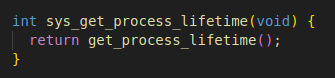 int sys_get_process_lifetime(void) {
  return get_process_lifetime();
}